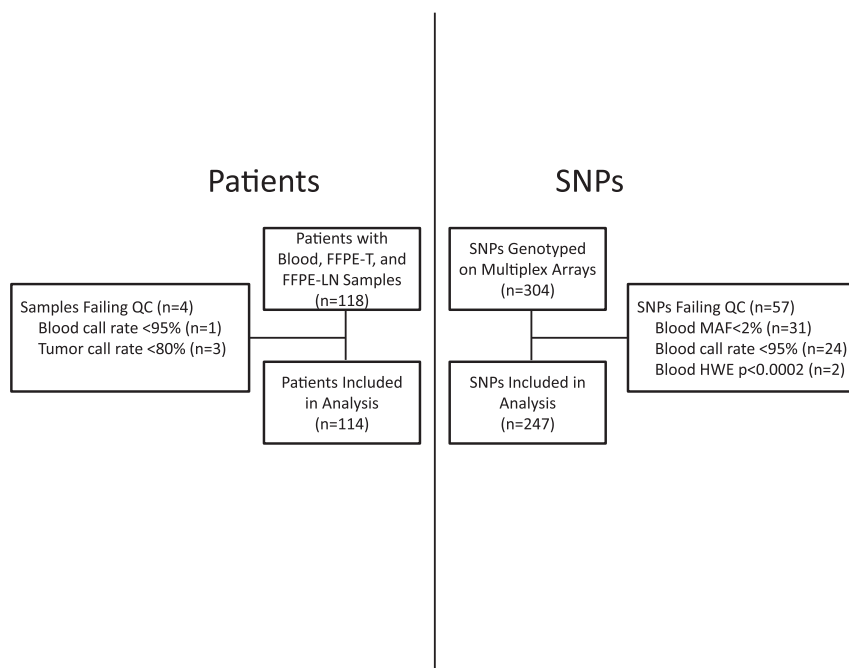 Patients
Patients with
Blood, FFPE-T, and
FFPE-LN Samples
(n=118)
Samples Failing QC (n=4)
Blood call rate <95% (n=1)
Tumor call rate <80% (n=3)
Patients Included
in Analysis
(n=114)
SNPs
SNPs Genotyped
on Multiplex Arrays
(n=304)
SNPs Failing QC (n=57)
Blood MAF<2% (n=31)
Blood call rate <95% (n=24)
Blood HWE p<0.0002 (n=2)
SNPs Included in
Analysis
(n=247)